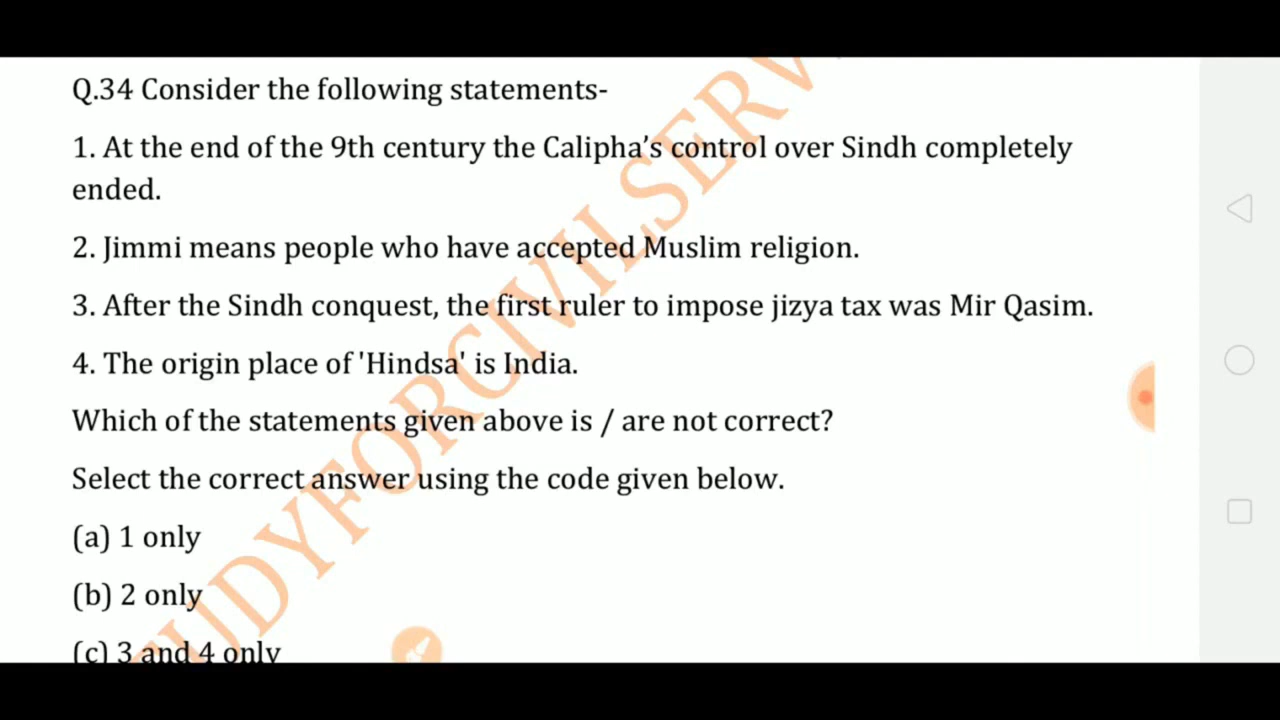 Q.34 Consider the following statements-
1. At the end of the 9th century the Calipha's control over Sindh completely
ended.
2. Jimmi means people who have accepted Muslim religion.
3. After the Sindh conquest, the first ruler to impose jizya tax was Mir Qasim.
4. The origin place of 'Hindsa' is India.
Which of the statements given above is / are not correct?
Select the correct answer using the code given below.
(a) 1 only
(b) 2 only
(c) 3 and 4 only
TUDYFORCIVILSERV